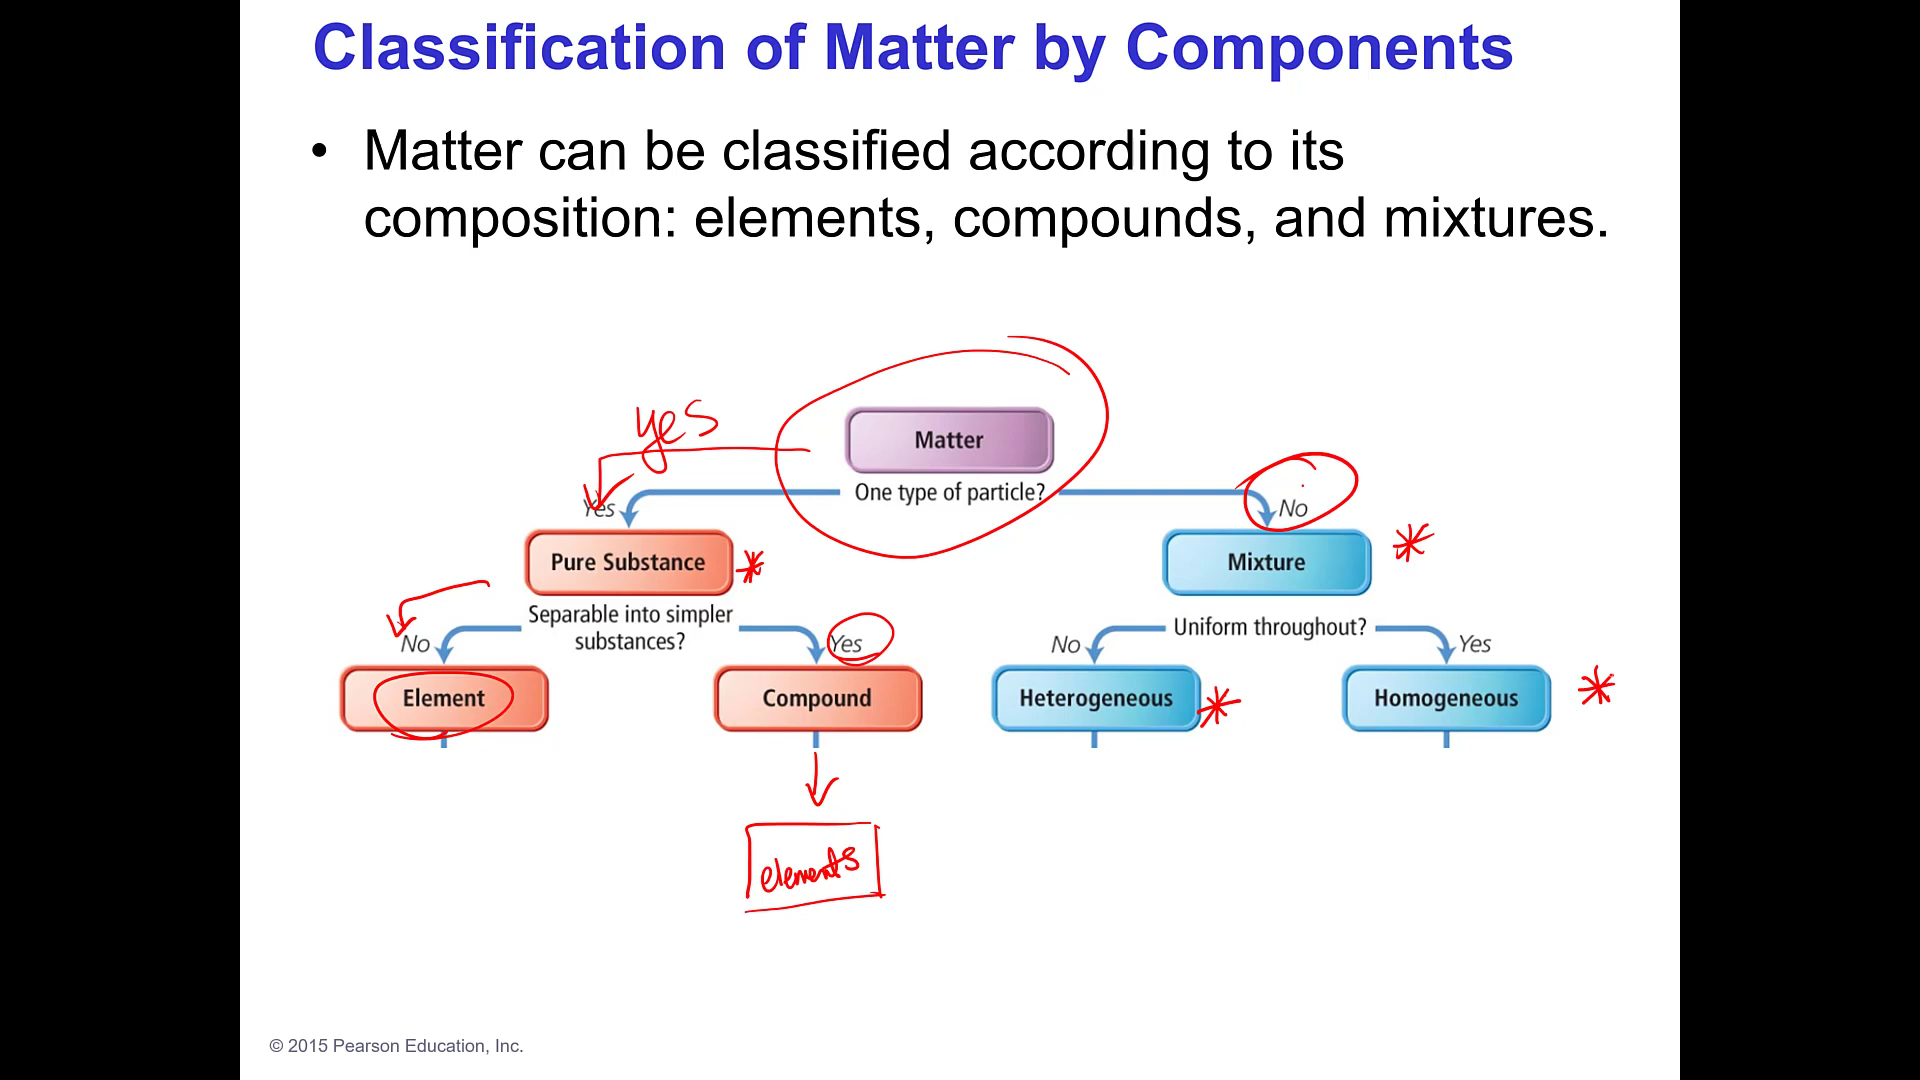 Classification of Matter by Components
• Matter can be classified according to its
composition: elements, compounds, and mixtures.
yes
Matter
One type of particle?
Yes
No
Pure Substance
Mixture
Separable into simpler
substances?
No
Yes
Uniform throughout?
No
Yes
Element
Compound
Heterogeneous
Homogeneous
elements
© 2015 Pearson Education, Inc.